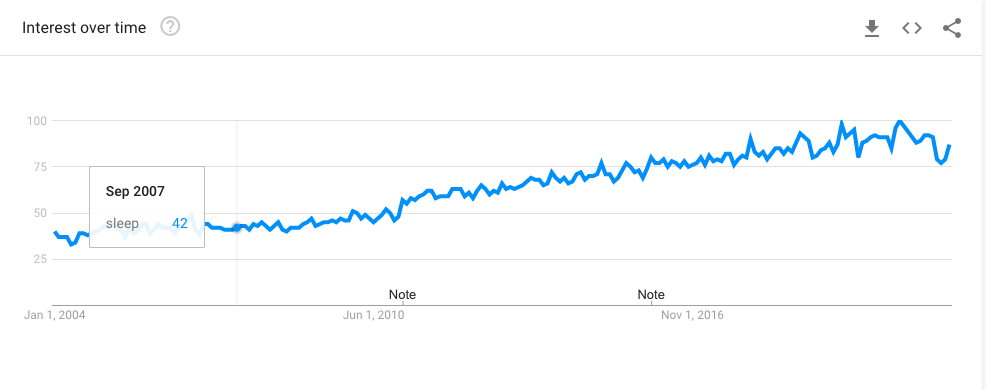 Interest over time ?
100
75
Sep 2007
sleep 42
50
25
Note Note
Jan 1, 2004 Jun 1, 2010 Nov 1, 2016